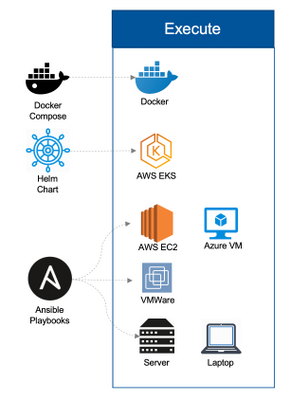 Execute
Docker
Compose
Docker
Helm
Chart
AWS EKS
AWS EC2
Azure VM
VMWare
Ansible
Playbooks
Server
Laptop